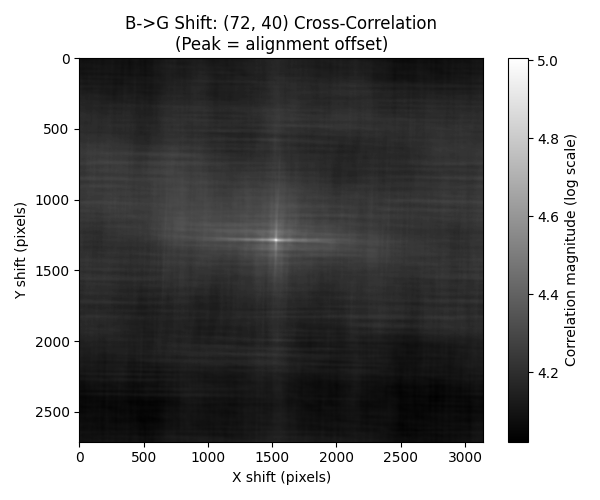 B->G Shift: (72, 40) Cross-Correlation
(Peak = alignment offset)
0
500
1000
1500
2000
2500
Y shift (pixels)
0 500 1000 1500 2000 2500 3000
X shift (pixels)
5.0
4.8
4.6
4.4
4.2
Correlation magnitude (log scale)